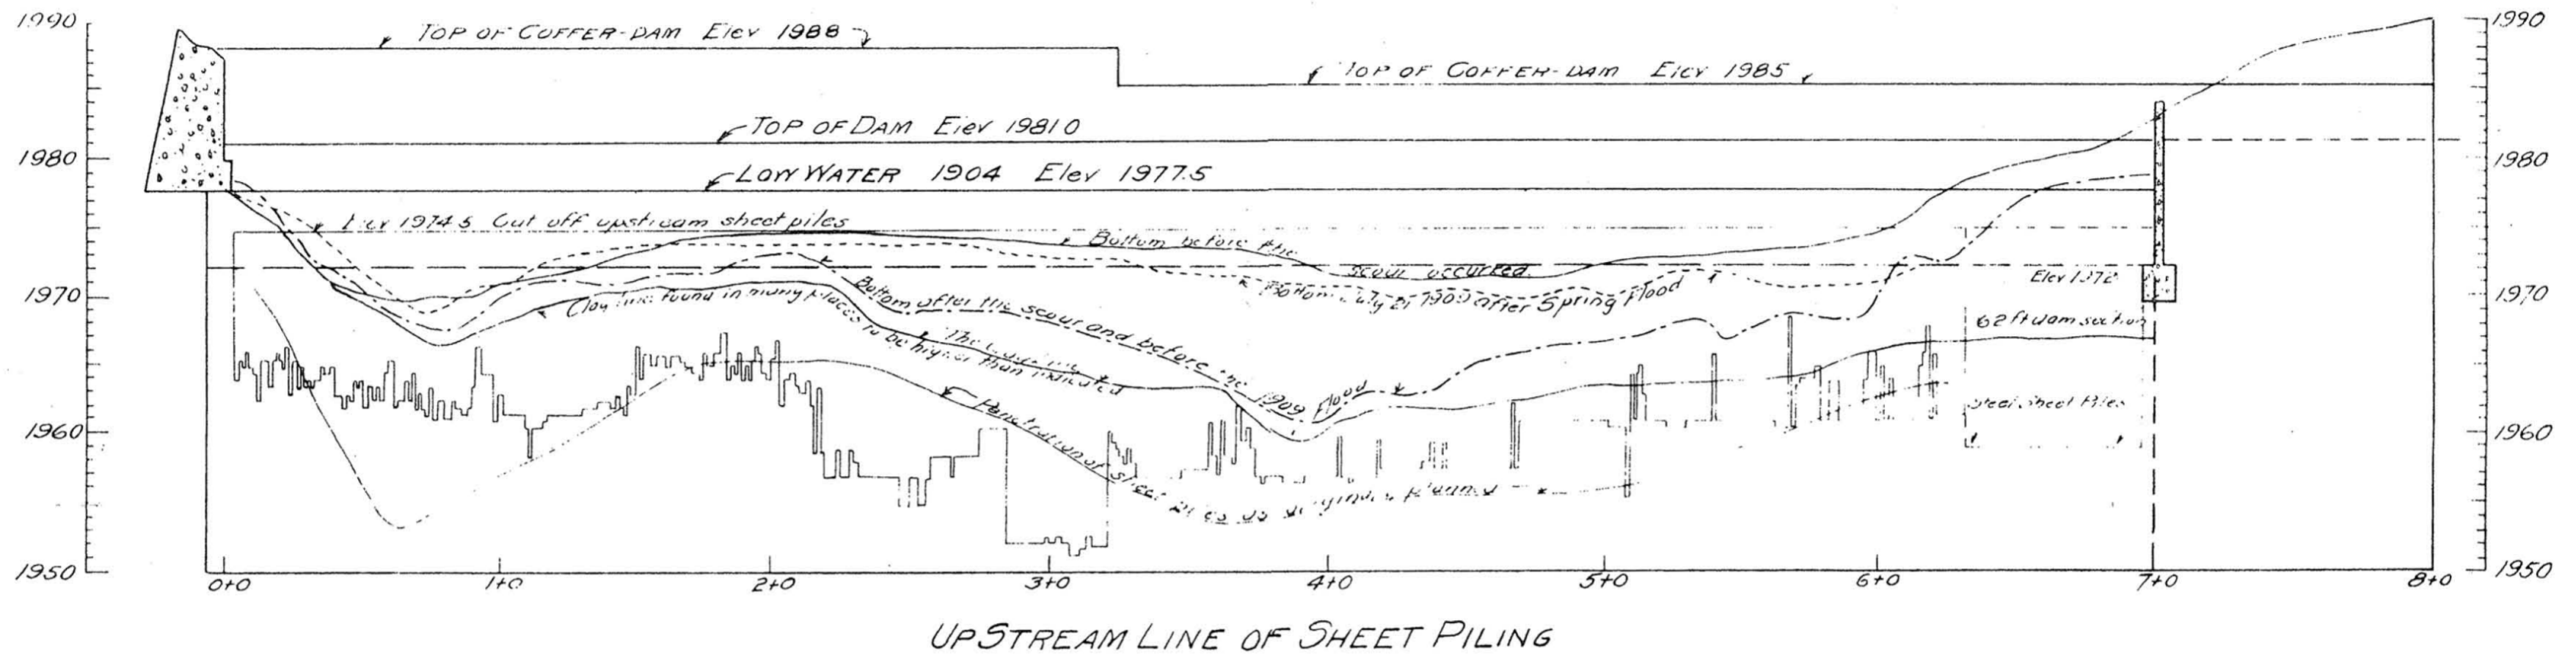 1990
TOP OF COFFER-DAM Elev 1988
1990
TOP OF COFFER-DAM Elev 1985
TOP OF DAM Elev 1981.0
1980
1980
LOW WATER 1904 Elev 1977.5
Elev 1974.5 Cut off upstream sheet piles
Bottom before the
scour occurred
Elev 1972
1970
Bottom July 21 after Spring Flood
1970
Clay line found in many places to be higher than indicated
Bottom after the scour and before the 1909 Flood
62 ft dam section
Steel Sheet Piles
1960
1960
Penetration of Sheet Piles as originally planned
1950
1950
0+0 1+0 2+0 3+0 4+0 5+0 6+0 7+0 8+0
UPSTREAM LINE OF SHEET PILING